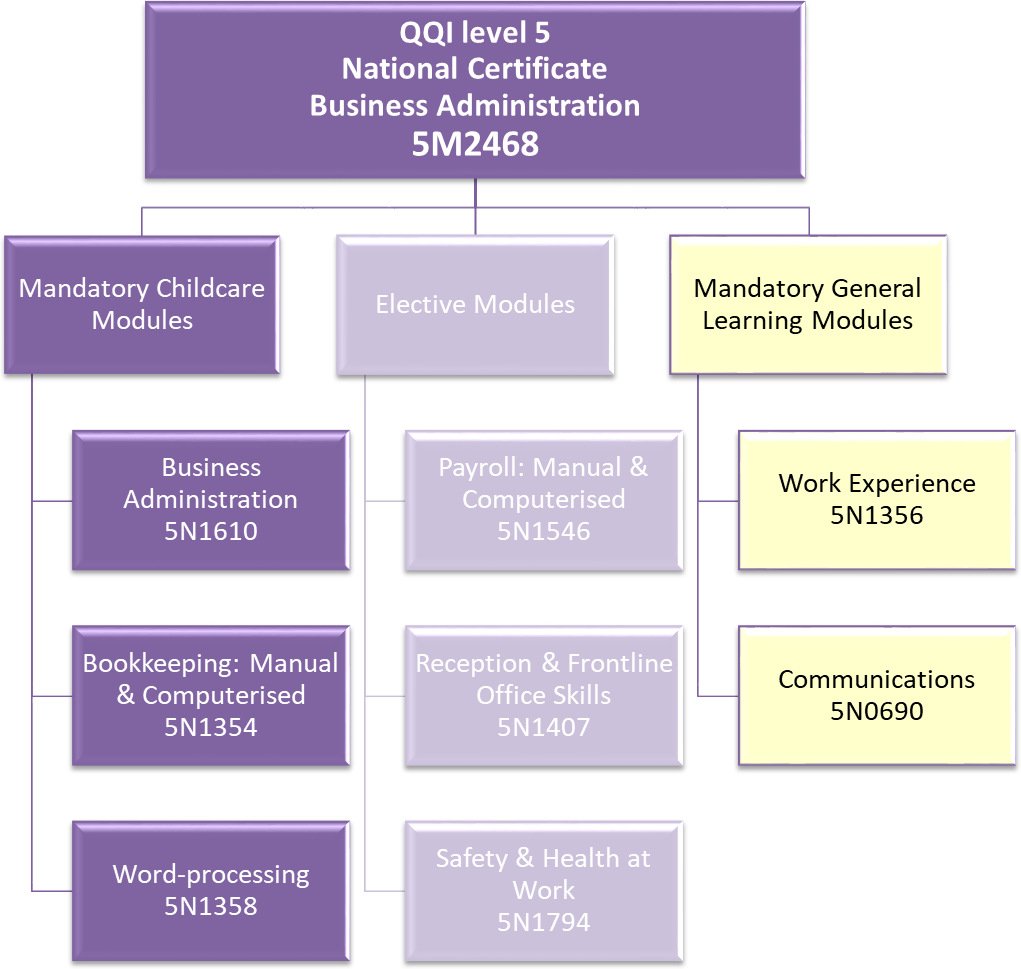 QQI level 5
National Certificate
Business Administration
5M2468
Mandatory Childcare
Modules
Elective Modules
Mandatory General
Learning Modules
Business
Administration
5N1610
Payroll: Manual &
Computerised
5N1546
Work Experience
5N1356
Bookkeeping: Manual
& Computerised
5N1354
Reception & Frontline
Office Skills
5N1407
Communications
5N0690
Word-processing
5N1358
Safety & Health at
Work
5N1794